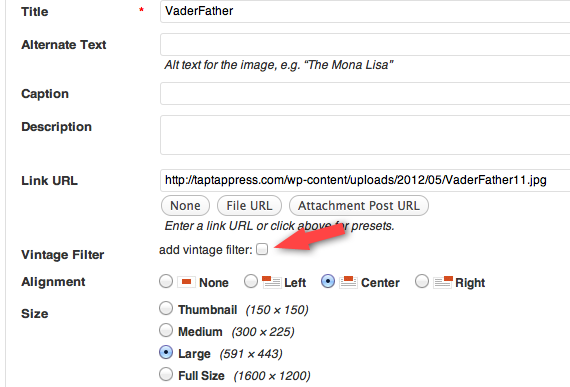 Title * VaderFather
Alternate Text
Alt text for the image, e.g. "The Mona Lisa"
Caption
Description
Link URL http://taptappress.com/wp-content/uploads/2012/05/VaderFather11.jpg
None File URL Attachment Post URL
Enter a link URL or click above for presets.
Vintage Filter add vintage filter:
Alignment None Left Center Right
Size Thumbnail (150 × 150)
Medium (300 × 225)
Large (591 × 443)
Full Size (1600 × 1200)